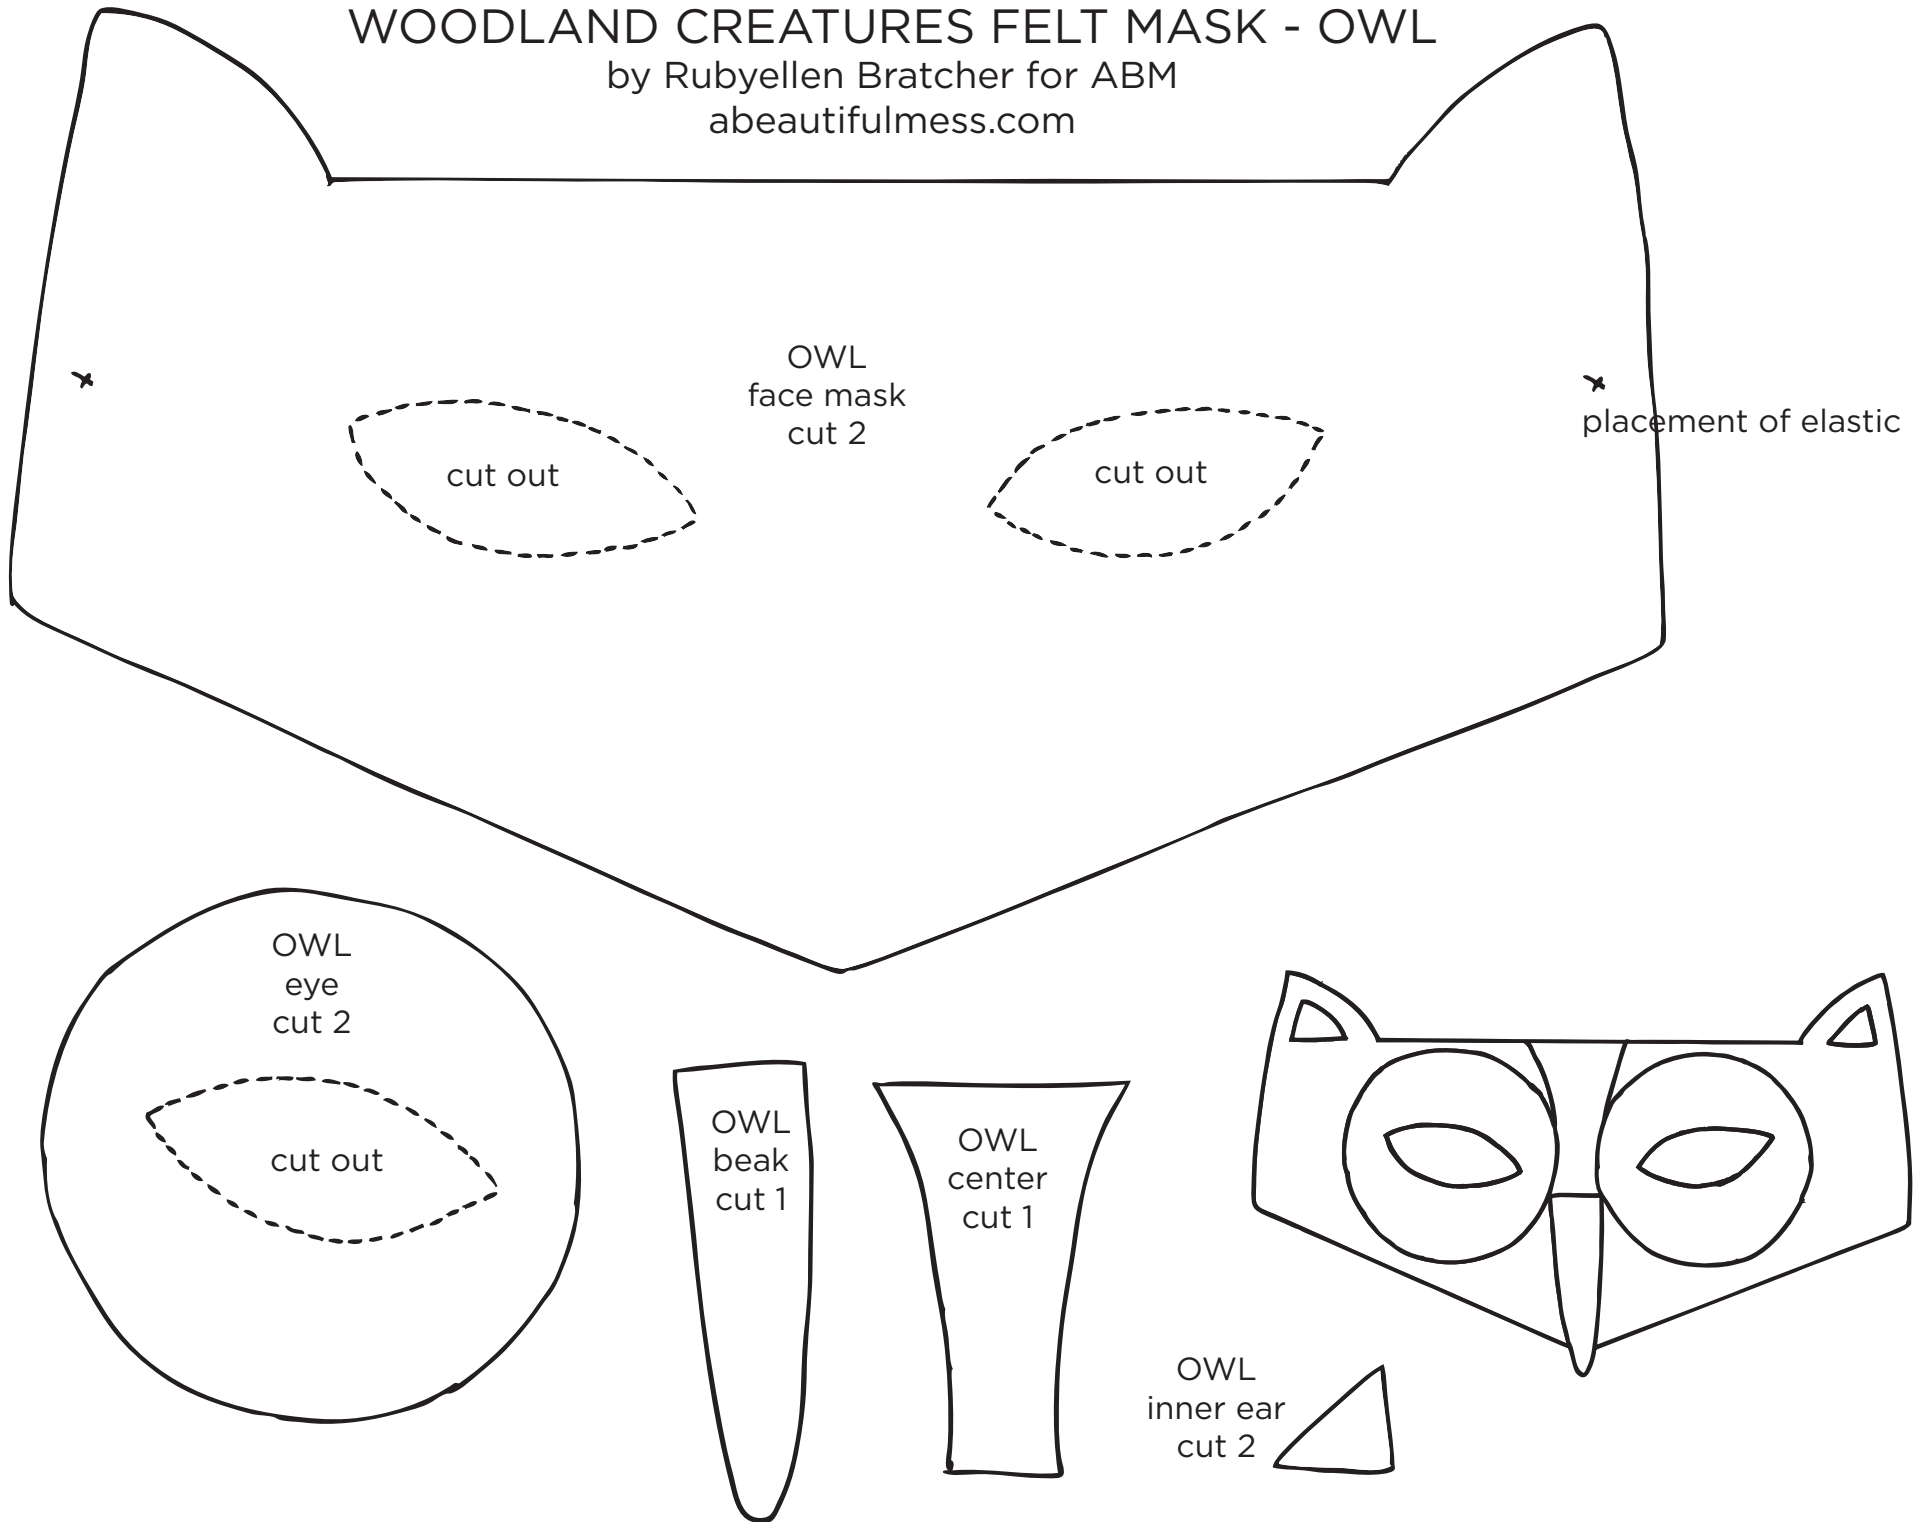 WOODLAND CREATURES FELT MASK - OWL
by Rubyellen Bratcher for ABM
abeautifulmess.com
OWL
face mask
cut 2
placement of elastic
cut out
cut out
OWL
eye
cut 2
cut out
OWL
beak
cut 1
OWL
center
cut 1
OWL
inner ear
cut 2